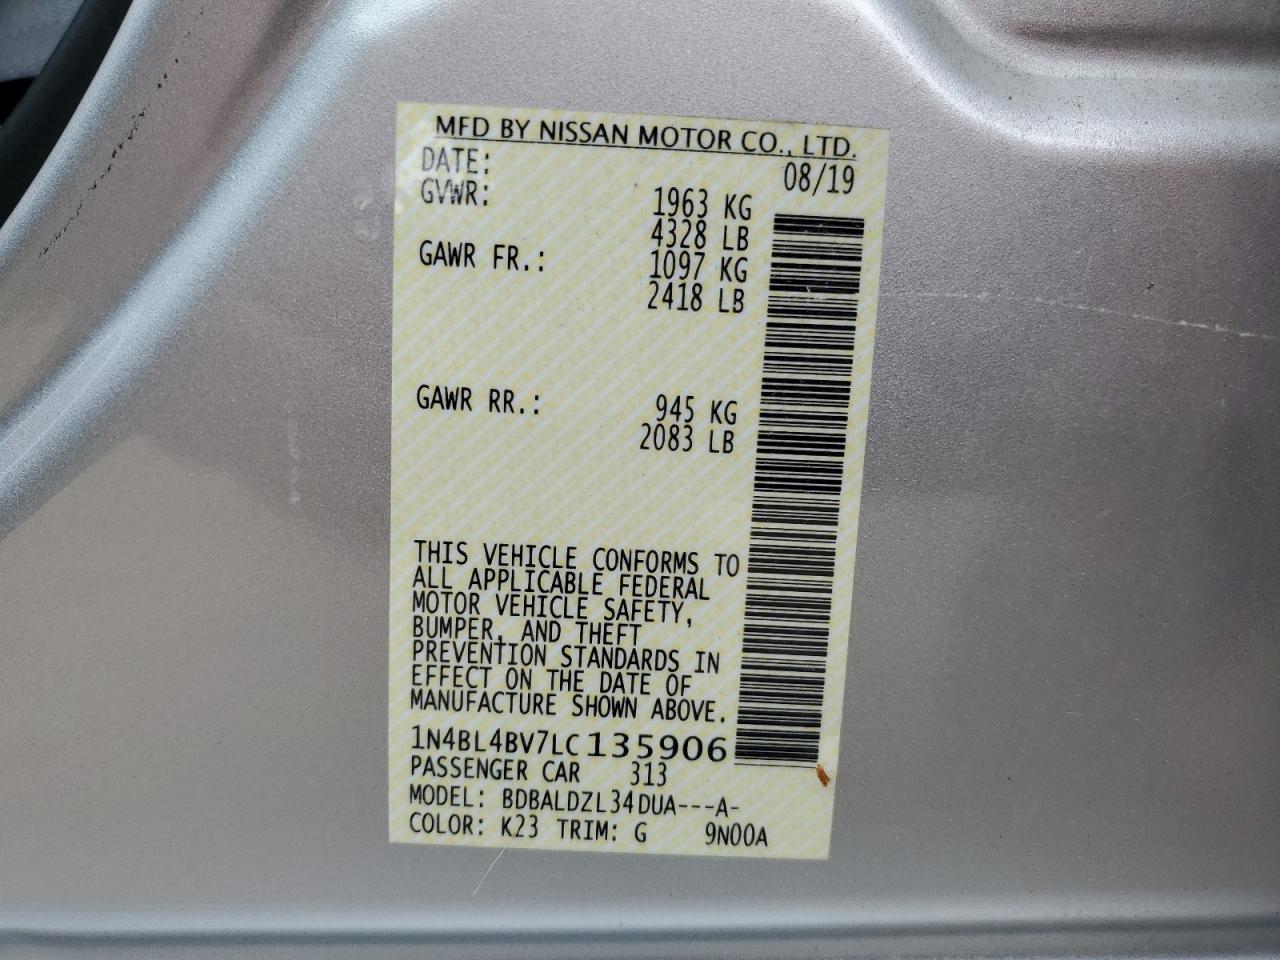 MFD BY NISSAN MOTOR CO., LTD.
DATE: 08/19
GVWR: 1963 KG
4328 LB
GAWR FR.: 1097 KG
2418 LB
GAWR RR.: 945 KG
2083 LB
THIS VEHICLE CONFORMS TO
ALL APPLICABLE FEDERAL
MOTOR VEHICLE SAFETY,
BUMPER, AND THEFT
PREVENTION STANDARDS IN
EFFECT ON THE DATE OF
MANUFACTURE SHOWN ABOVE.
1N4BL4BV7LC135906
PASSENGER CAR 313
MODEL: BDBALDZL34DUA---A-
COLOR: K23 TRIM: G 9N00A